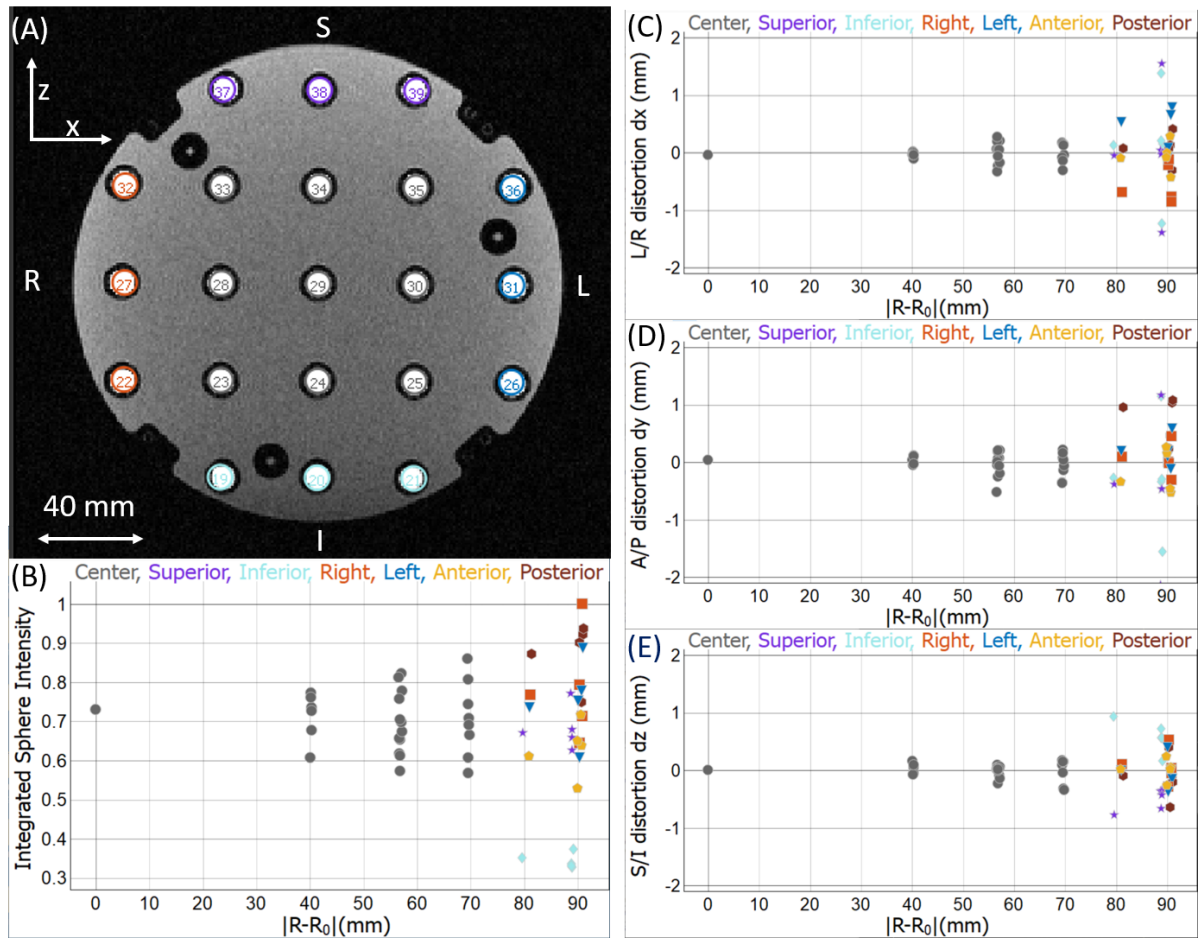 (A)
S
z
x
R
L
I
40 mm
37 38 39
32 33 34 35 36
27 28 29 30 31
22 23 24 25 26
19 20 21
(B)
Center, Superior, Inferior, Right, Left, Anterior, Posterior
Integrated Sphere Intensity
1
0.9
0.8
0.7
0.6
0.5
0.4
0.3
0 10 20 30 40 50 60 70 80 90
|R-R₀|(mm)
(C)
Center, Superior, Inferior, Right, Left, Anterior, Posterior
L/R distortion dx (mm)
2
1
0
-1
-2
0 10 20 30 40 50 60 70 80 90
|R-R₀|(mm)
(D)
Center, Superior, Inferior, Right, Left, Anterior, Posterior
A/P distortion dy (mm)
2
1
0
-1
-2
0 10 20 30 40 50 60 70 80 90
|R-R₀|(mm)
(E)
Center, Superior, Inferior, Right, Left, Anterior, Posterior
S/I distortion dz (mm)
2
1
0
-1
-2
0 10 20 30 40 50 60 70 80 90
|R-R₀|(mm)